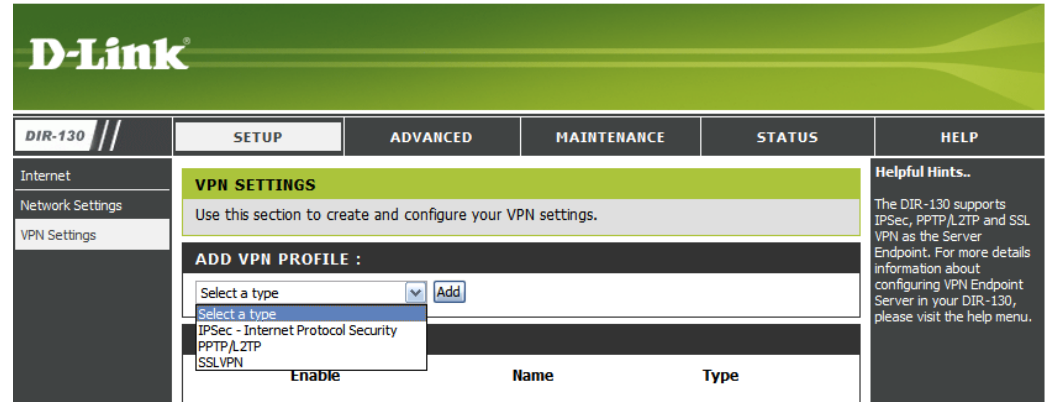 D-Link®
DIR-130 //
SETUP
ADVANCED
MAINTENANCE
STATUS
HELP
Internet
Network Settings
VPN Settings
VPN SETTINGS
Use this section to create and configure your VPN settings.
ADD VPN PROFILE :
Select a type
Add
Select a type
IPSec - Internet Protocol Security
PPTP/L2TP
SSLVPN
Enable
Name
Type
Helpful Hints..
The DIR-130 supports
IPSec, PPTP/L2TP and SSL
VPN as the Server
Endpoint. For more details
information about
configuring VPN Endpoint
Server in your DIR-130,
please visit the help menu.